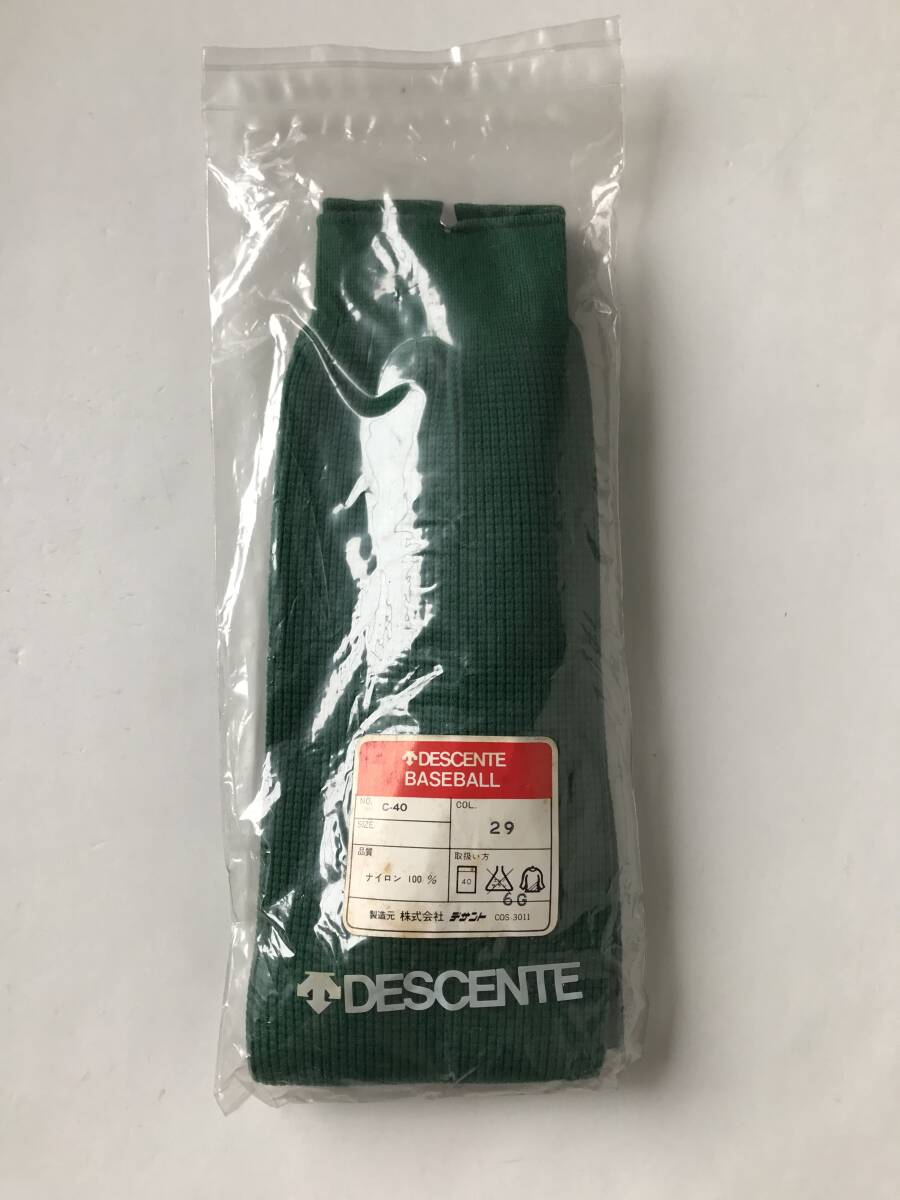 DESCENTE
BASEBALL
NO. C-40
COL. 29
SIZE
品質
ナイロン 100 %
取扱い方
40
6G
製造元 株式会社 デサント COS 3011
DESCENTE